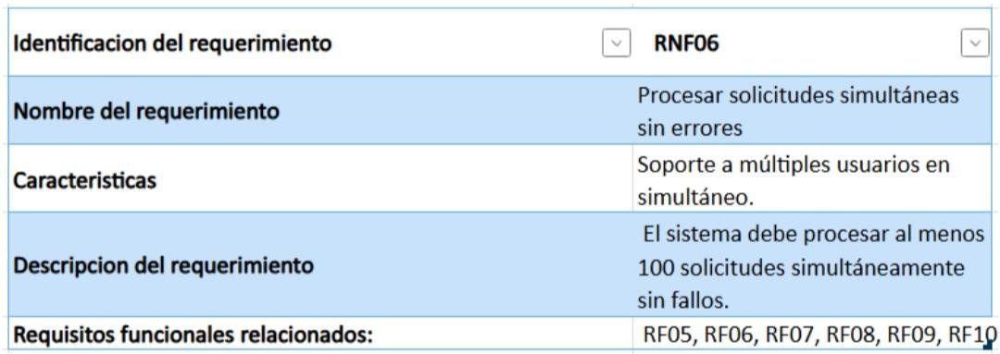 Identificacion del requerimiento RNF06
Nombre del requerimiento Procesar solicitudes simultáneas
sin errores
Caracteristicas Soporte a múltiples usuarios en
simultáneo.
Descripcion del requerimiento El sistema debe procesar al menos
100 solicitudes simultáneamente
sin fallos.
Requisitos funcionales relacionados: RF05, RF06, RF07, RF08, RF09, RF10